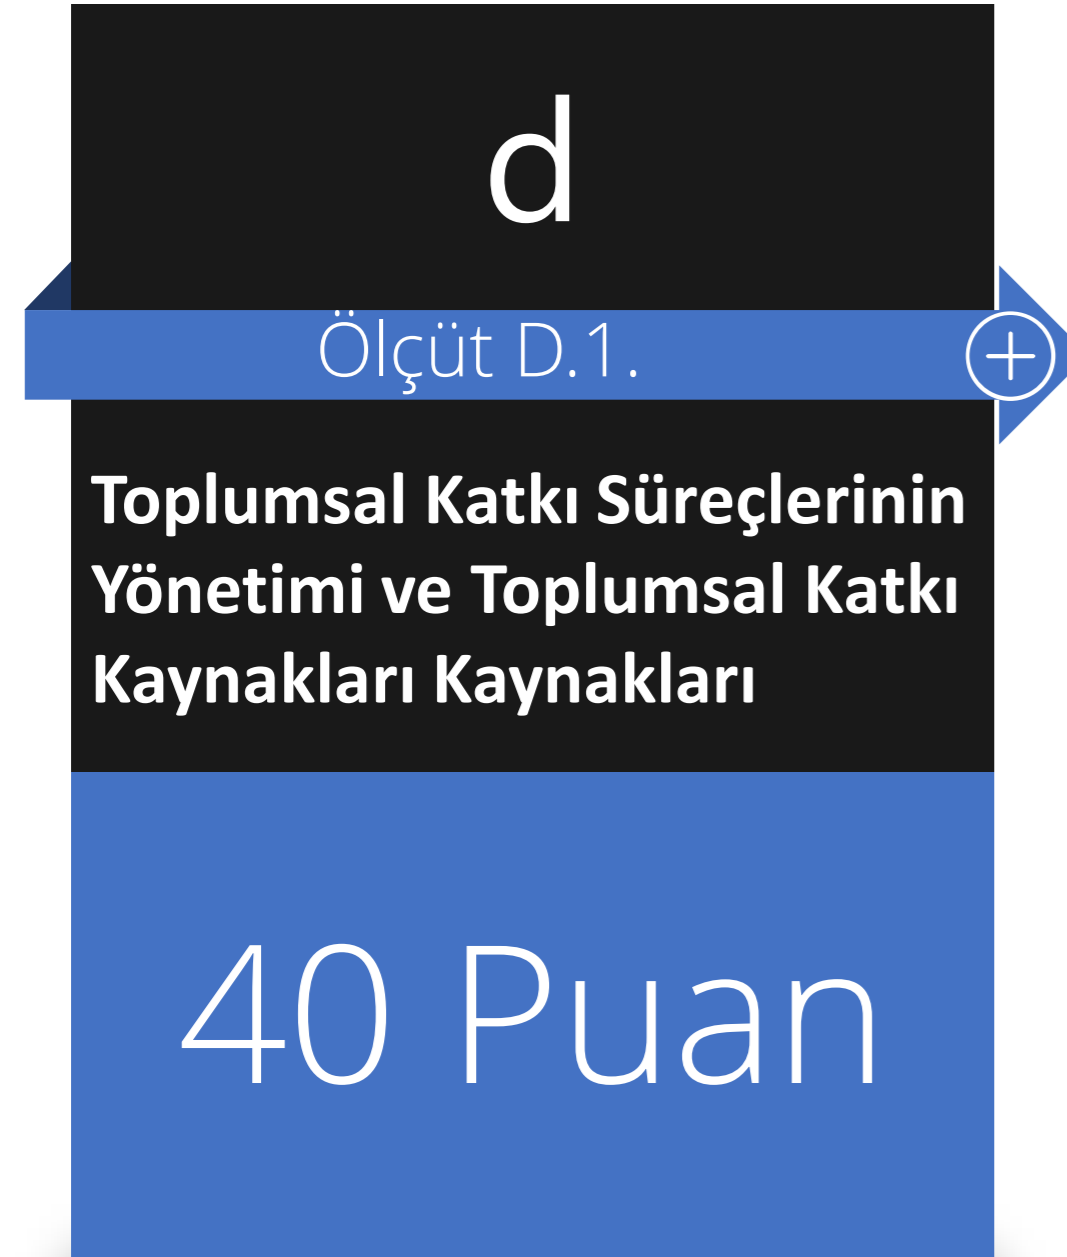 d
Ölçüt D.1.
Toplumsal Katkı Süreçlerinin
Yönetimi ve Toplumsal Katkı
Kaynakları Kaynakları
40 Puan